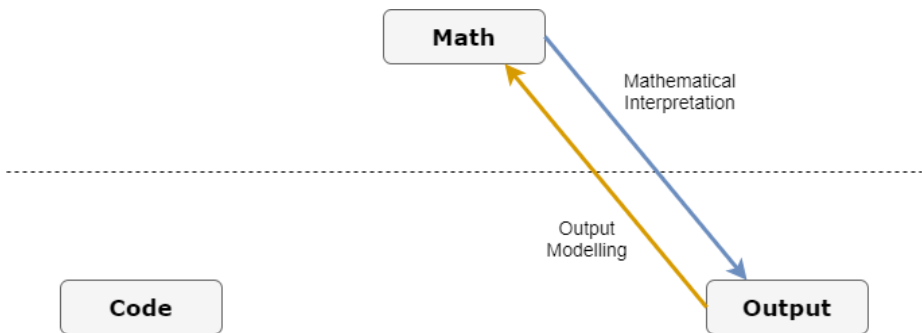 Math
Mathematical
Interpretation
Output
Modelling
Code
Output